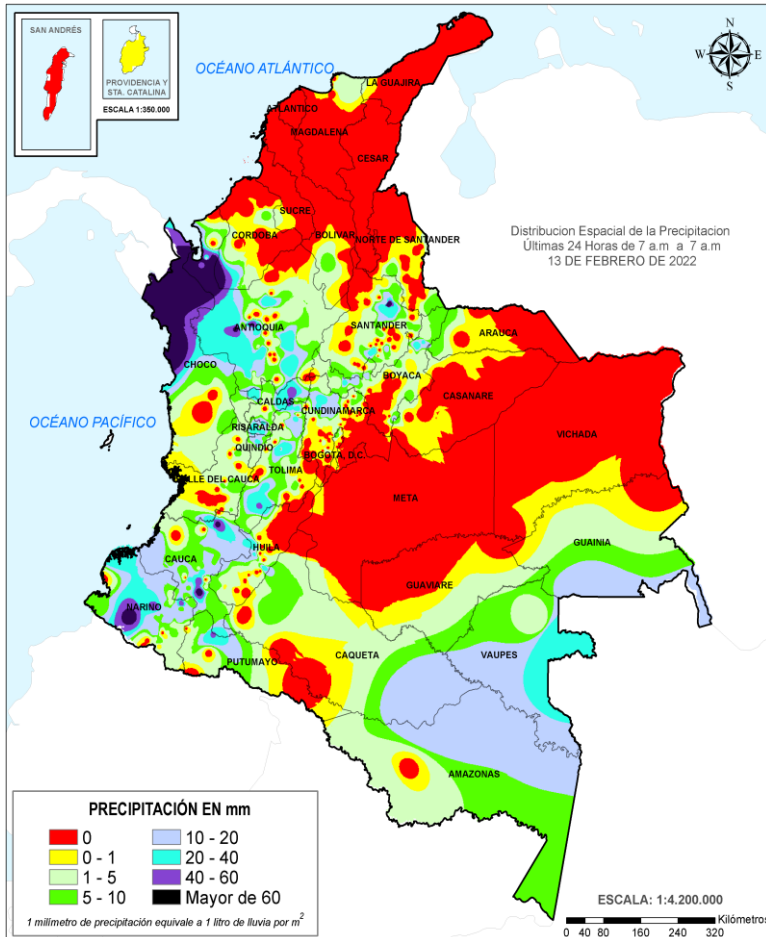 SAN ANDRÉS
PROVIDENCIA Y
STA. CATALINA
ESCALA 1:350.000
OCÉANO ATLÁNTICO
N
W
E
S
LA GUAJIRA
ATLANTICO
MAGDALENA
CESAR
SUCRE
CORDOBA
BOLIVAR
NORTE DE SANTANDER
Distribucion Espacial de la Precipitacion
Últimas 24 Horas de 7 a.m a 7 a.m
13 DE FEBRERO DE 2022
ANTIOQUIA
SANTANDER
ARAUCA
CHOCO
BOYACA
CASANARE
CALDAS
CUNDINAMARCA
OCÉANO PACÍFICO
RISARALDA
VICHADA
QUINDIO
BOGOTA, D.C.
TOLIMA
VALLE DEL CAUCA
META
GUAINIA
HUILA
CAUCA
GUAVIARE
NARIÑO
CAQUETA
VAUPES
PUTUMAYO
AMAZONAS
PRECIPITACIÓN EN mm
0
10 - 20
0 - 1
20 - 40
1 - 5
40 - 60
5 - 10
Mayor de 60
1 milímetro de precipitación equivale a 1 litro de lluvia por m²
ESCALA: 1:4.200.000
Kilómetros
0 40 80 160 240 320